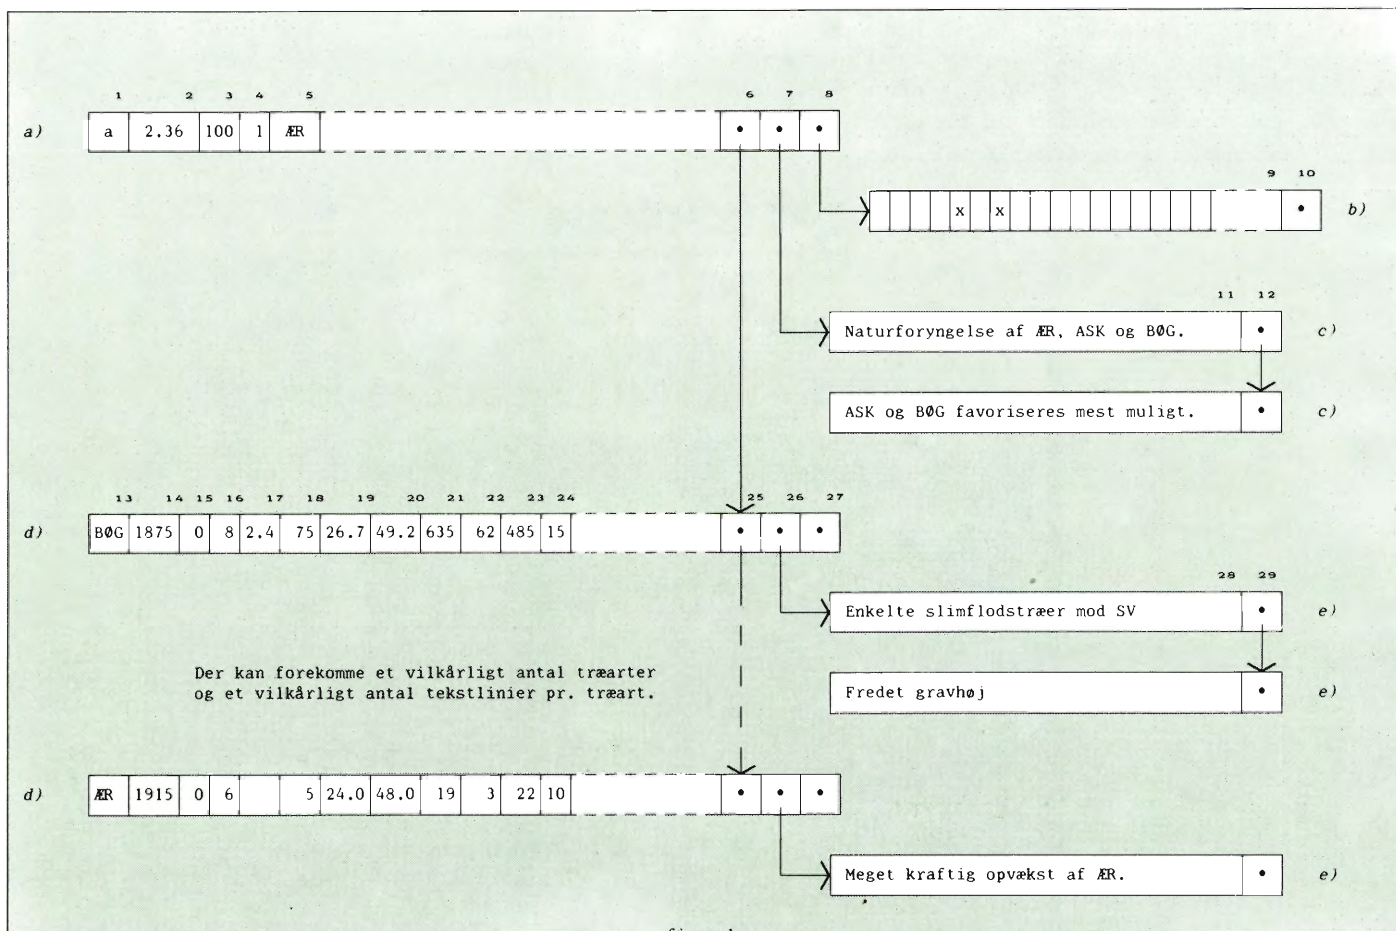 1 2 3 4 5 6 7 8
a) a 2.36 100 1 ÆR • • •
9 10
x x • b)
11 12
Naturforyngelse af ÆR, ASK og BØG. • c)
ASK og BØG favoriseres mest muligt. • c)
13 14 15 16 17 18 19 20 21 22 23 24 25 26 27
d) BØG 1875 0 8 2.4 75 26.7 49.2 635 62 485 15 • • •
28 29
Enkelte slimflodstræer mod SV • e)
Der kan forekomme et vilkårligt antal træarter
og et vilkårligt antal tekstlinier pr. træart.
Fredet gravhøj • e)
d) ÆR 1915 0 6 5 24.0 48.0 19 3 22 10 • • •
Meget kraftig opvækst af ÆR. • e)